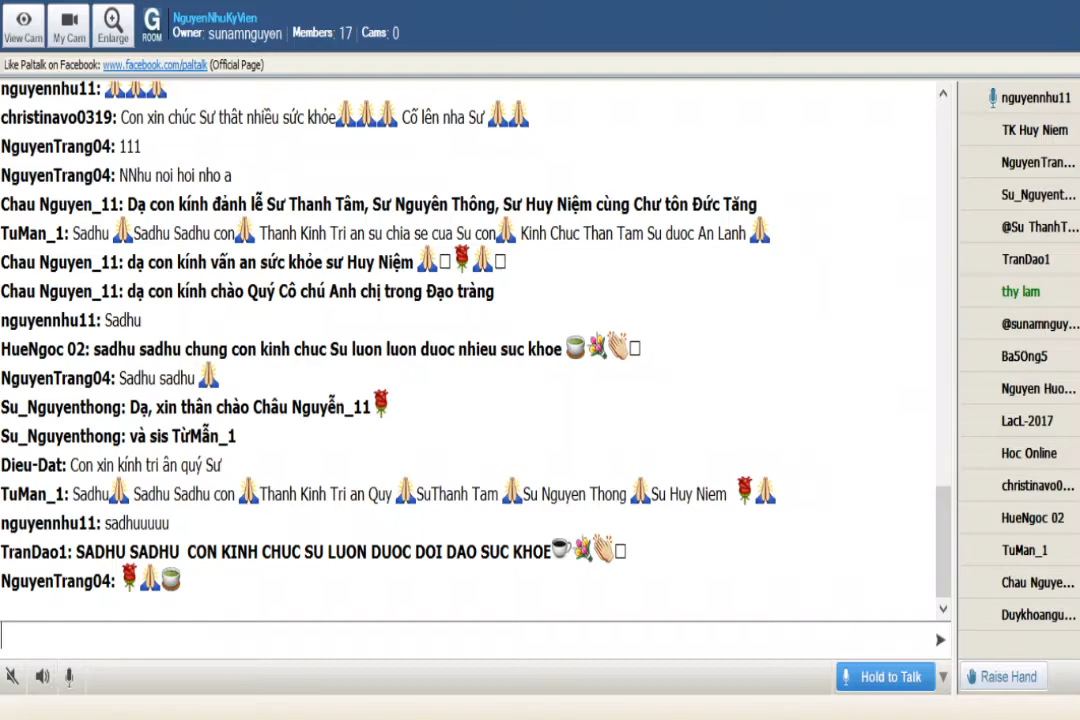 NguyenNhuKyVien
View Cam My Cam Enlarge G ROOM Owner: sunamnguyen Members: 17 Cams: 0
Like Paltalk on Facebook: www.facebook.com/paltalk (Official Page)
nguyennhu11: 🙏🙏🙏
christinavo0319: Con xin chúc Sư thât nhiều sức khỏe🙏🙏🙏 Cố lên nha Sư 🙏🙏
NguyenTrang04: 111
NguyenTrang04: NNhu noi hoi nho a
Chau Nguyen_11: Dạ con kính đảnh lễ Sư Thanh Tâm, Sư Nguyên Thông, Sư Huy Niệm cùng Chư tôn Đức Tăng
TuMan_1: Sadhu 🙏Sadhu Sadhu con🙏 Thanh Kinh Tri an su chia se cua Su con🙏 Kinh Chuc Than Tam Su duoc An Lanh 🙏
Chau Nguyen_11: dạ con kính vấn an sức khỏe sư Huy Niệm 🙏□🌹🙏□
Chau Nguyen_11: dạ con kính chào Quý Cô chú Anh chị trong Đạo tràng
nguyennhu11: Sadhu
HueNgoc 02: sadhu sadhu chung con kinh chuc Su luon luon duoc nhieu suc khoe 🍵💐👏□
NguyenTrang04: Sadhu sadhu 🙏
Su_Nguyenthong: Dạ, xin thân chào Châu Nguyễn_11🌹
Su_Nguyenthong: và sis TừMẫn_1
Dieu-Dat: Con xin kính tri ân quý Sư
TuMan_1: Sadhu🙏 Sadhu Sadhu con 🙏Thanh Kinh Tri an Quy 🙏SuThanh Tam 🙏Su Nguyen Thong 🙏Su Huy Niem 🌹🙏
nguyennhu11: sadhuuuuu
TranDao1: SADHU SADHU CON KINH CHUC SU LUON DUOC DOI DAO SUC KHOE☕💐👏□
NguyenTrang04: 🌹🙏🍵
nguyennhu11
TK Huy Niem
NguyenTran...
Su_Nguyent...
@Su ThanhT...
TranDao1
thy lam
@sunamnguy...
Ba5Ong5
Nguyen Huo...
LacL-2017
Hoc Online
christinavo0...
HueNgoc 02
TuMan_1
Chau Nguye...
Duykhoangu...
Hold to Talk
Raise Hand